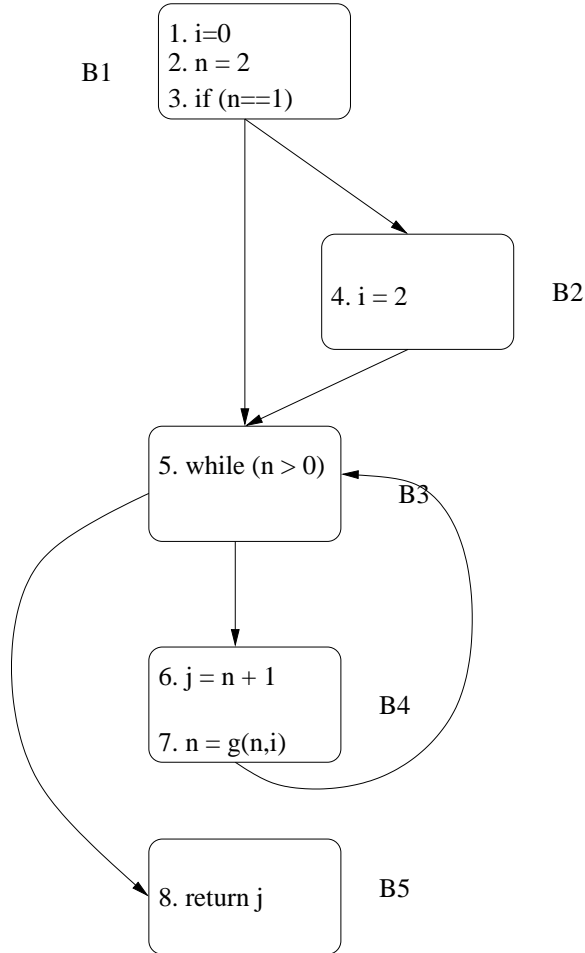 1. i=0
2. n = 2
3. if (n==1)
B1
4. i = 2
B2
5. while (n > 0)
B3
6. j = n + 1
7. n = g(n,i)
B4
8. return j
B5